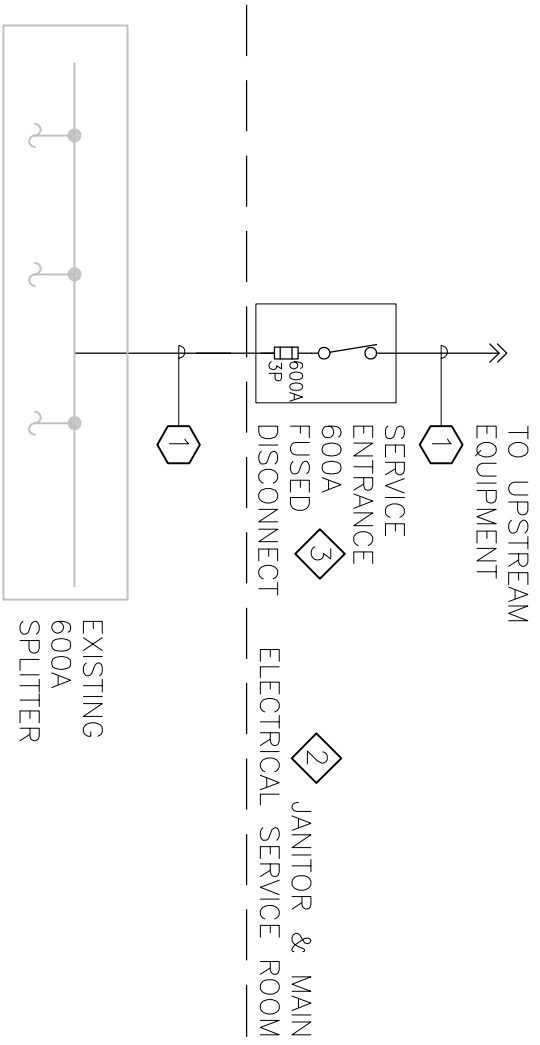 TO UPSTREAM
EQUIPMENT
1
SERVICE
ENTRANCE
600A
FUSED
DISCONNECT
3
600A
3P
2
JANITOR & MAIN
ELECTRICAL SERVICE ROOM
1
EXISTING
600A
SPLITTER